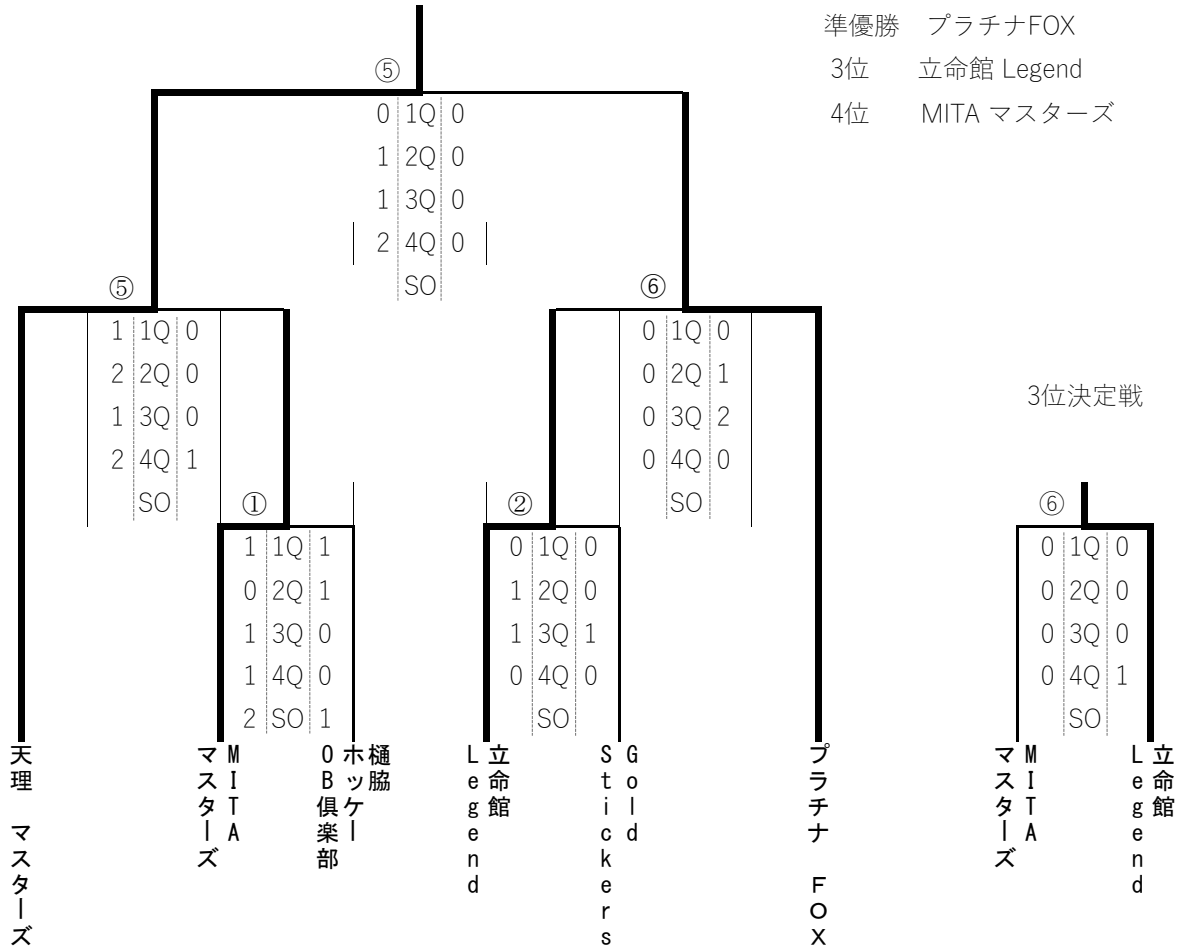 準優勝 プラチナFOX
3位 立命館 Legend
4位 MITA マスターズ
⑤
0 1Q 0
1 2Q 0
1 3Q 0
2 4Q 0
SO
⑤
1 1Q 0
2 2Q 0
1 3Q 0
2 4Q 1
SO
⑥
0 1Q 0
0 2Q 1
0 3Q 2
0 4Q 0
SO
①
1 1Q 1
0 2Q 1
1 3Q 0
1 4Q 0
2 SO 1
②
0 1Q 0
1 2Q 0
1 3Q 1
0 4Q 0
SO
3位決定戦
⑥
0 1Q 0
0 2Q 0
0 3Q 0
0 4Q 1
SO
天理 マスターズ
MITA
マスターズ
樋脇
ホッケー
OB倶楽部
立命館
Legend
Gold
Stickers
プラチナ FOX
MITA
マスターズ
立命館
Legend